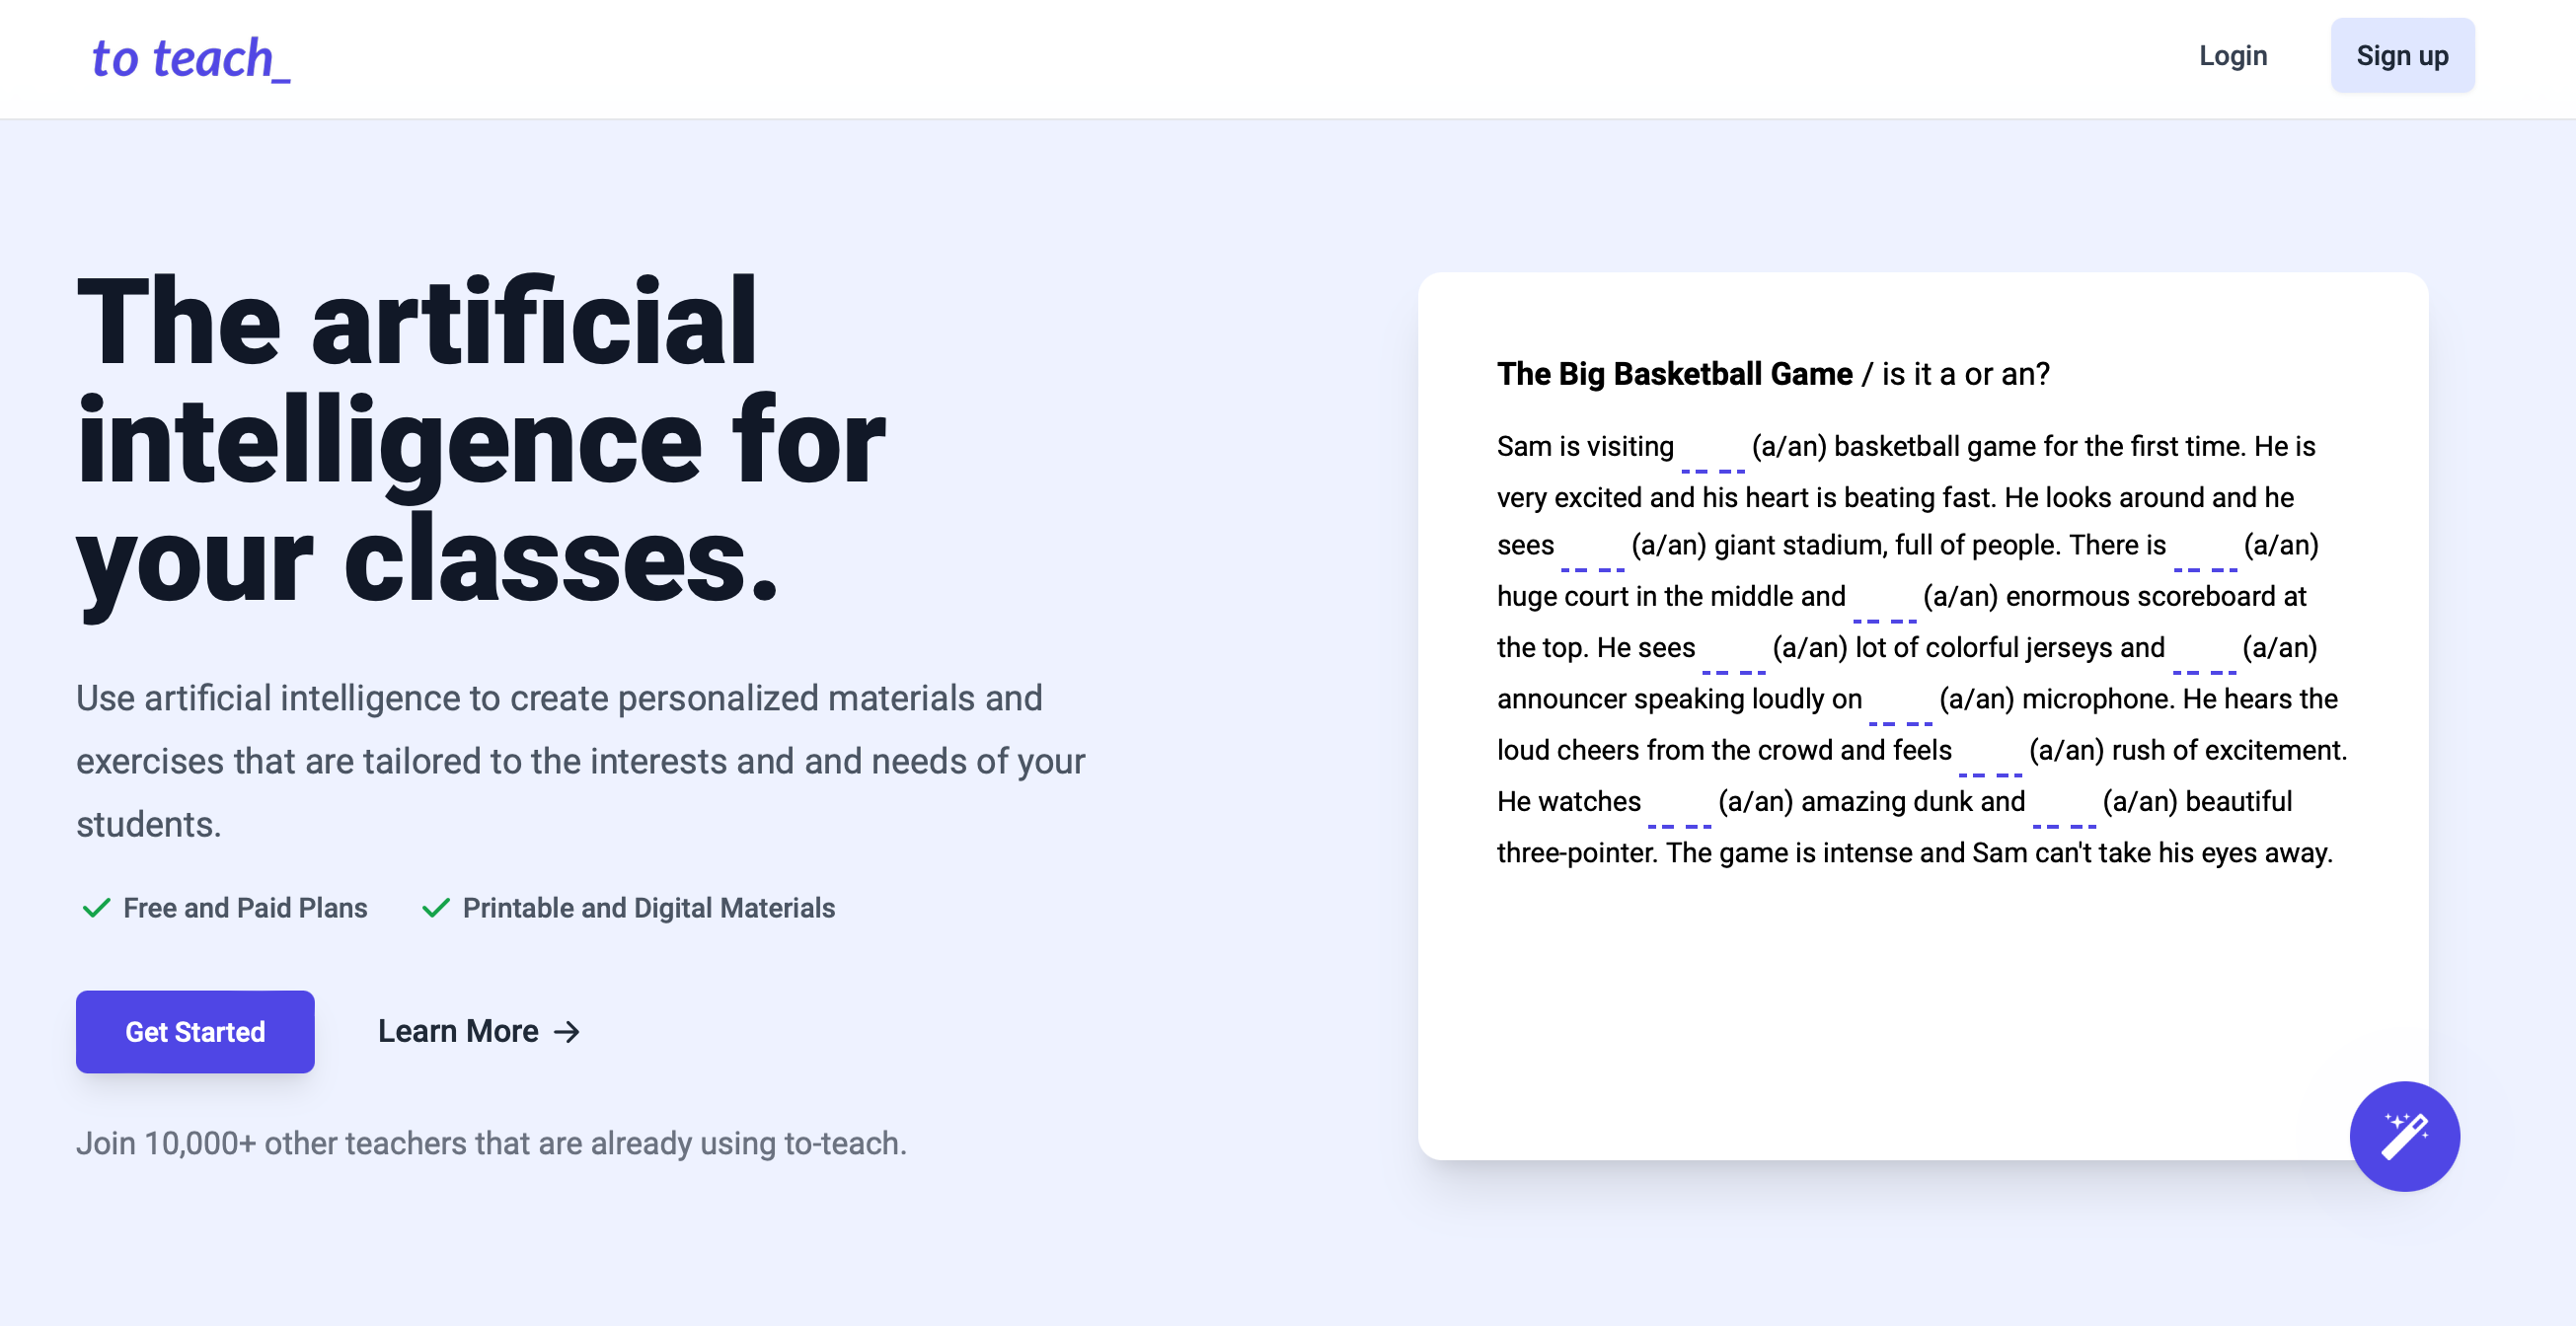 to teach_
Login
Sign up
The artificial
intelligence for
your classes.
Use artificial intelligence to create personalized materials and
exercises that are tailored to the interests and and needs of your
students.
Free and Paid Plans
Printable and Digital Materials
Get Started
Learn More →
Join 10,000+ other teachers that are already using to-teach.
The Big Basketball Game / is it a or an?
Sam is visiting ____ (a/an) basketball game for the first time. He is
very excited and his heart is beating fast. He looks around and he
sees ____ (a/an) giant stadium, full of people. There is ____ (a/an)
huge court in the middle and ____ (a/an) enormous scoreboard at
the top. He sees ____ (a/an) lot of colorful jerseys and ____ (a/an)
announcer speaking loudly on ____ (a/an) microphone. He hears the
loud cheers from the crowd and feels ____ (a/an) rush of excitement.
He watches ____ (a/an) amazing dunk and ____ (a/an) beautiful
three-pointer. The game is intense and Sam can't take his eyes away.